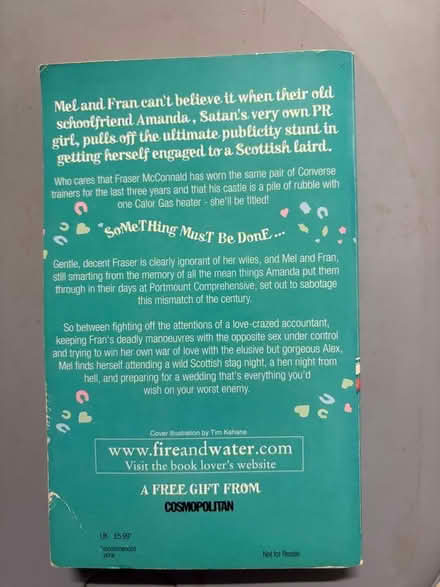 Mel and Fran can't believe it when their old
schoolfriend Amanda, Satan's very own PR
girl, pulls off the ultimate publicity stunt in
getting herself engaged to a Scottish laird.
Who cares that Fraser McConnald has worn the same pair of Converse
trainers for the last three years and that his castle is a pile of rubble with
one Calor Gas heater - she'll be titled!
SoMeTHing MusT Be DonE...
Gentle, decent Fraser is clearly ignorant of her wiles, and Mel and Fran,
still smarting from the memory of all the mean things Amanda put them
through in their days at Portmount Comprehensive, set out to sabotage
this mismatch of the century.
So between fighting off the attentions of a love-crazed accountant,
keeping Fran's deadly manoeuvres with the opposite sex under control
and trying to win her own war of love with the elusive but gorgeous Alex,
Mel finds herself attending a wild Scottish stag night, a hen night from
hell, and preparing for a wedding that's everything you'd
wish on your worst enemy.
Cover illustration by Tim Kahane
www.fireandwater.com
Visit the book lover's website
A FREE GIFT FROM
COSMOPOLITAN
UK £5.99*
*recommended
price
Not for Resale